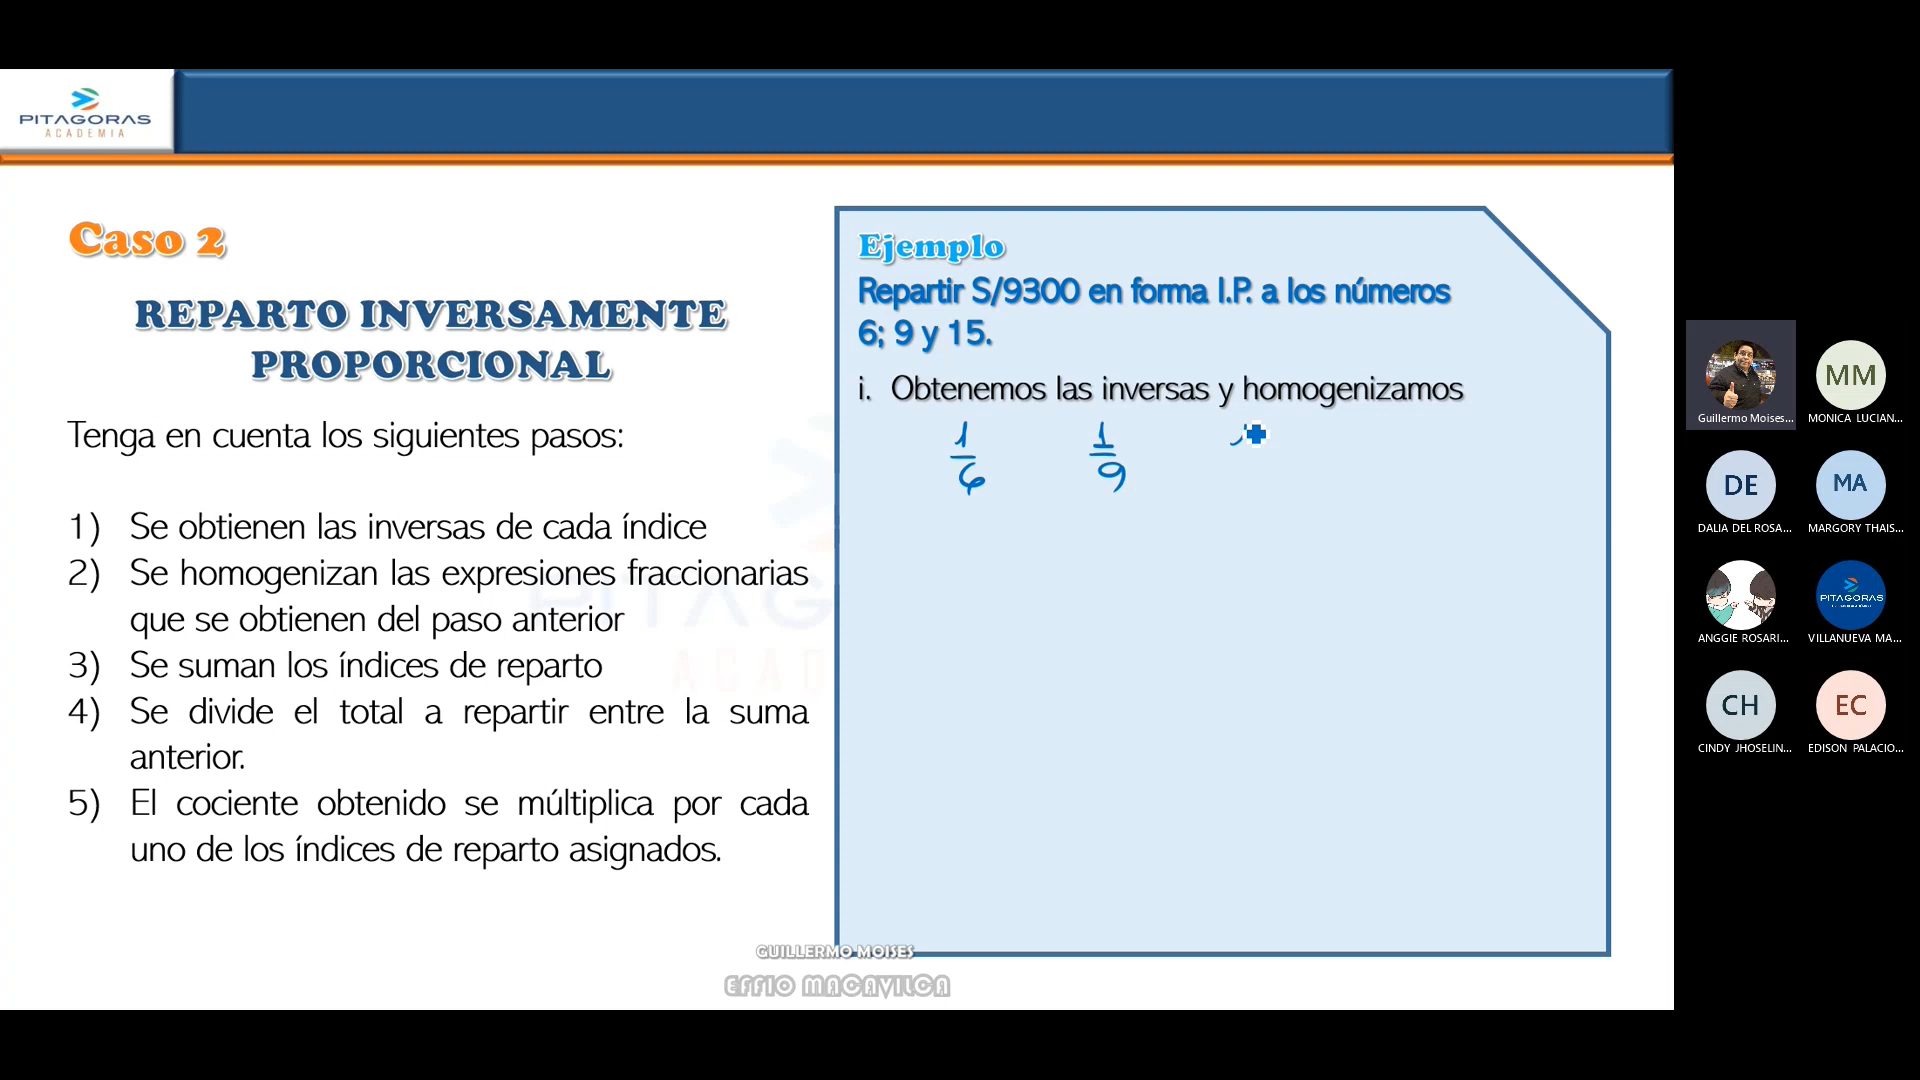 PITAGORAS
ACADEMIA
Caso 2
REPARTO INVERSAMENTE
PROPORCIONAL
Tenga en cuenta los siguientes pasos:
1) Se obtienen las inversas de cada índice
2) Se homogenizan las expresiones fraccionarias
que se obtienen del paso anterior
3) Se suman los índices de reparto
4) Se divide el total a repartir entre la suma
anterior.
5) El cociente obtenido se múltiplica por cada
uno de los índices de reparto asignados.
Ejemplo
Repartir S/9300 en forma I.P. a los números
6; 9 y 15.
i. Obtenemos las inversas y homogenizamos
1 1
6 9
GUILLERMO MOISES
EFFIO MACAVILCA
Guillermo Moises...
MM
MONICA LUCIAN...
DE
DALIA DEL ROSA...
MA
MARGORY THAIS...
ANGGIE ROSARI...
PITAGORAS
VILLANUEVA MA...
CH
CINDY JHOSELIN...
EC
EDISON PALACIO...